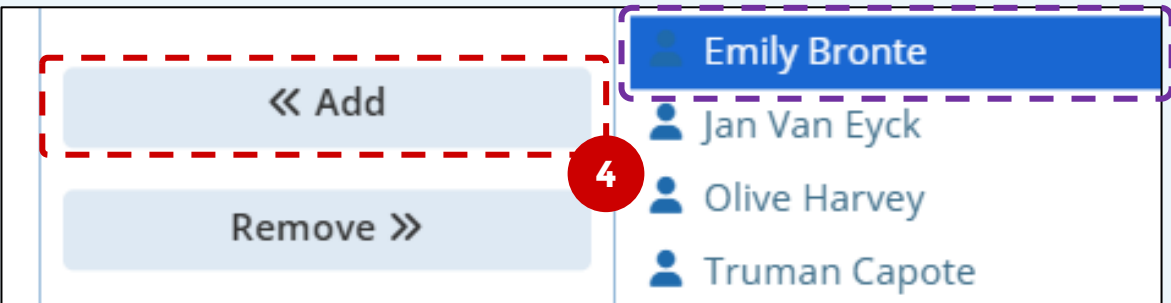 Emily Bronte
« Add
Jan Van Eyck
4
Olive Harvey
Remove »
Truman Capote